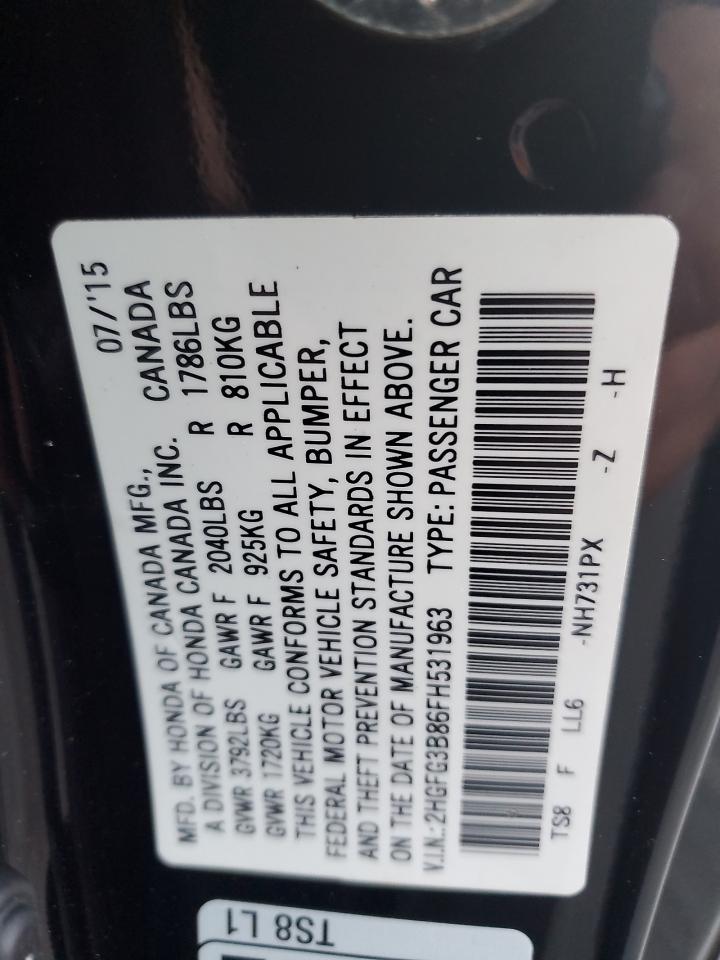 MFD. BY HONDA OF CANADA MFG., 07/'15
A DIVISION OF HONDA CANADA INC. CANADA
GVWR 3792LBS GAWR F 2040LBS R 1786LBS
GVWR 1720KG GAWR F 925KG R 810KG
THIS VEHICLE CONFORMS TO ALL APPLICABLE
FEDERAL MOTOR VEHICLE SAFETY, BUMPER,
AND THEFT PREVENTION STANDARDS IN EFFECT
ON THE DATE OF MANUFACTURE SHOWN ABOVE.
V.I.N.: 2HGFG3B86FH531963 TYPE: PASSENGER CAR
TS8 F LL6 -NH731PX -Z -H
TS8 L1